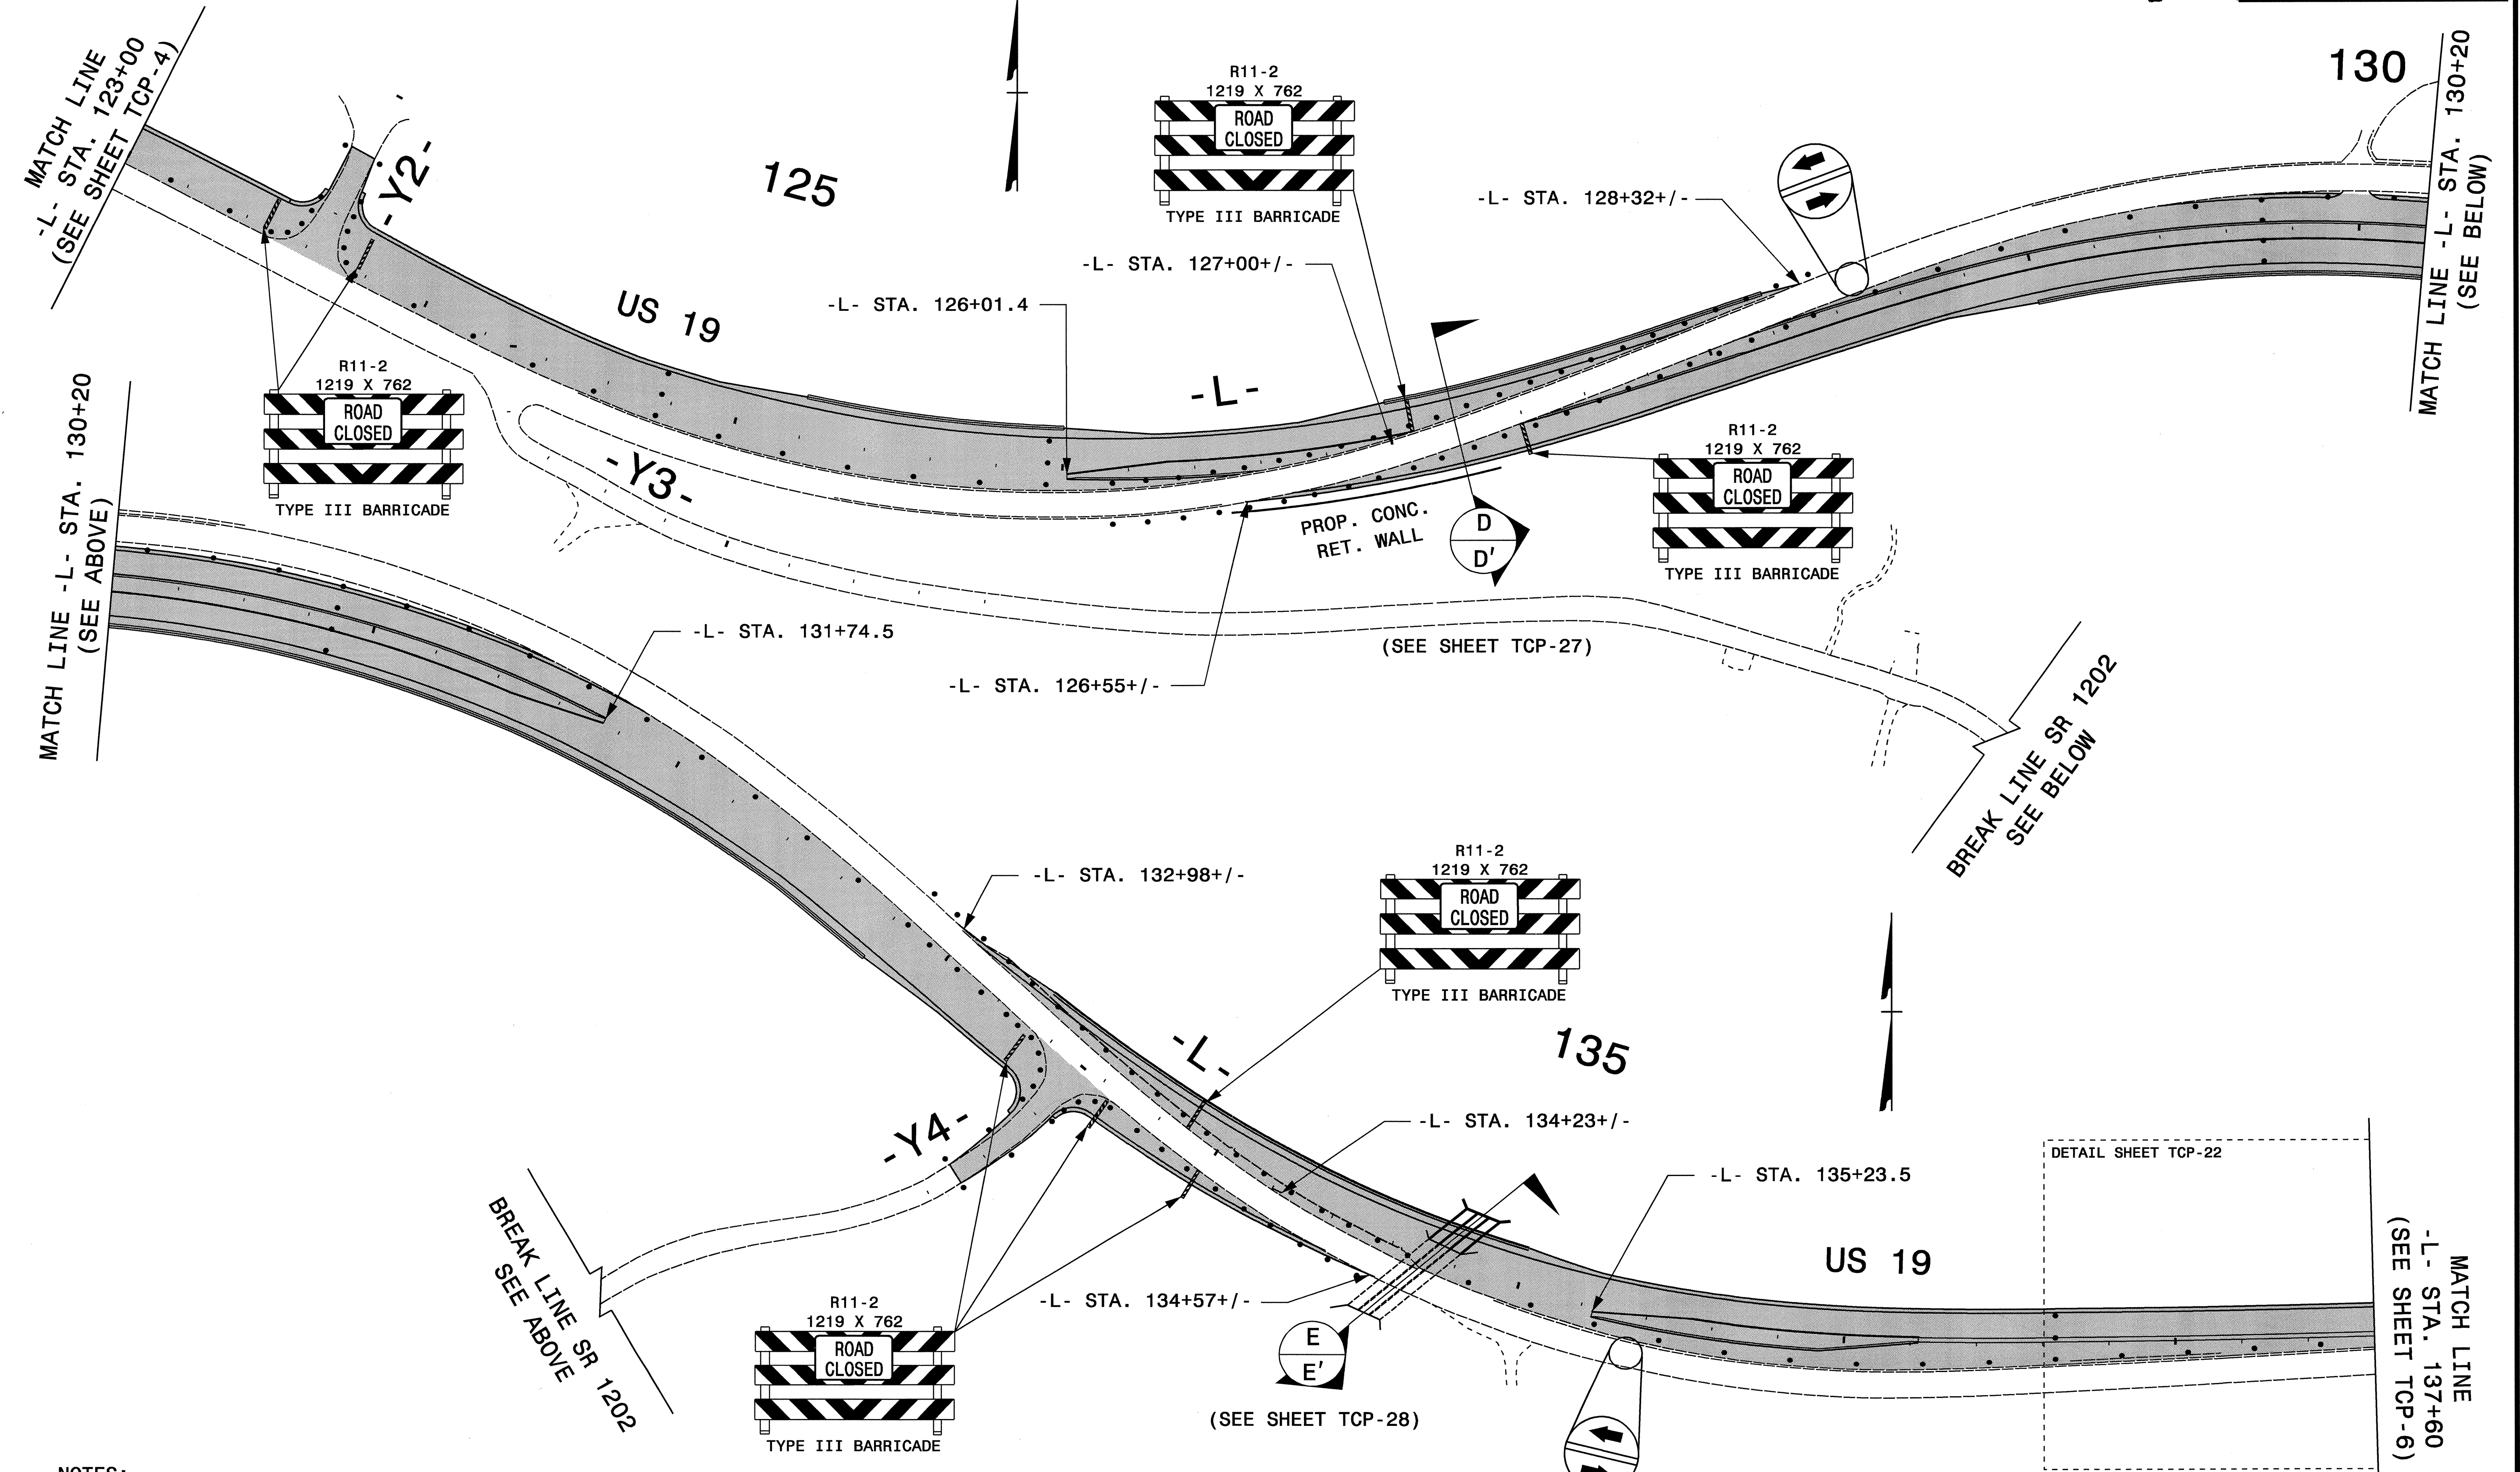 MATCH LINE
-L- STA. 123+00
(SEE SHEET TCP-4)
-Y2-
125
R11-2
1219 X 762
ROAD
CLOSED
TYPE III BARRICADE
-L- STA. 128+32+/-
130
MATCH LINE -L- STA. 130+20
(SEE BELOW)
-L- STA. 127+00+/-
US 19
-L- STA. 126+01.4
-L-
R11-2
1219 X 762
ROAD
CLOSED
TYPE III BARRICADE
-Y3-
PROP. CONC.
RET. WALL
D
D'
R11-2
1219 X 762
ROAD
CLOSED
TYPE III BARRICADE
MATCH LINE -L- STA. 130+20
(SEE ABOVE)
-L- STA. 131+74.5
(SEE SHEET TCP-27)
-L- STA. 126+55+/-
BREAK LINE SR 1202
SEE BELOW
-L- STA. 132+98+/-
R11-2
1219 X 762
ROAD
CLOSED
TYPE III BARRICADE
-L-
135
-Y4-
-L- STA. 134+23+/-
-L- STA. 135+23.5
DETAIL SHEET TCP-22
BREAK LINE SR 1202
SEE ABOVE
US 19
-L- STA. 134+57+/-
R11-2
1219 X 762
ROAD
CLOSED
TYPE III BARRICADE
E
E'
(SEE SHEET TCP-28)
MATCH LINE
-L- STA. 137+60
(SEE SHEET TCP-6)
NOTES: